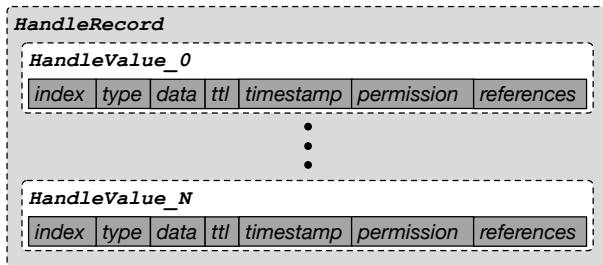 HandleRecord
HandleValue_0
index type data ttl timestamp permission references
HandleValue_N
index type data ttl timestamp permission references